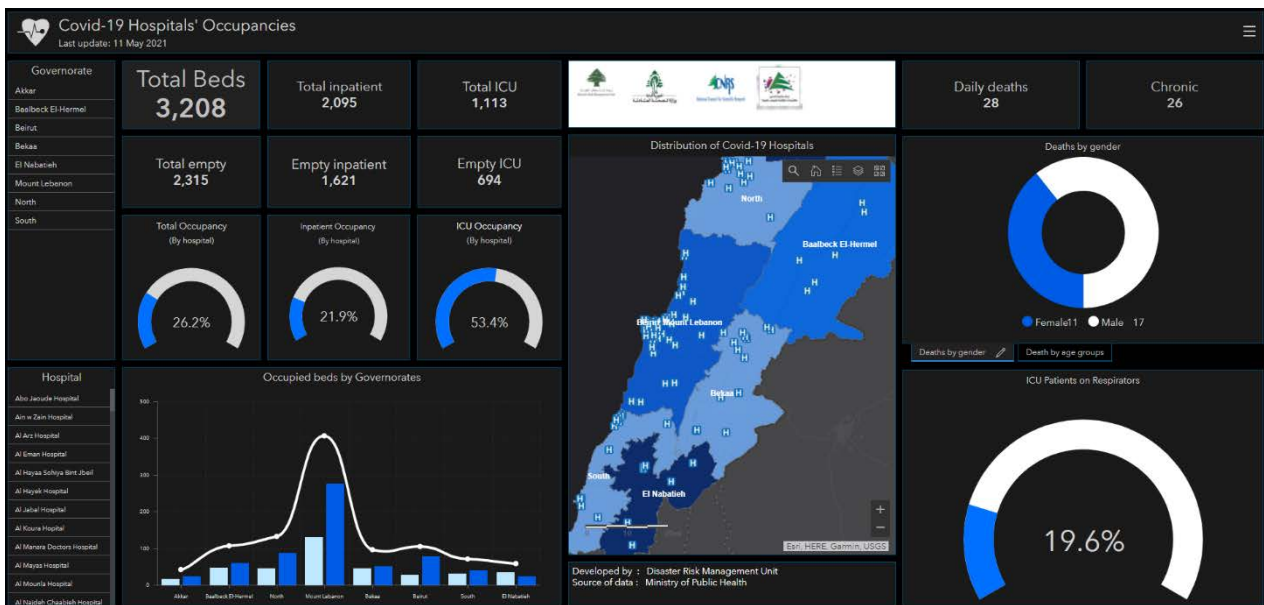 Covid-19 Hospitals' Occupancies
Last update: 11 May 2021
Governorate
Akkar
Baalbeck El-Hermel
Beirut
Bekaa
El Nabatieh
Mount Lebenon
North
South
Total Beds
3,208
Total inpatient
2,095
Total ICU
1,113
Total empty
2,315
Empty inpatient
1,621
Empty ICU
694
Total Occupancy
(By hospital)
26.2%
Inpatient Occupancy
(By hospital)
21.9%
ICU Occupancy
(By hospital)
53.4%
CNRS
Daily deaths
28
Chronic
26
Distribution of Covid-19 Hospitals
North
Baalbeck El-Hermel
Beirut Mount Lebanon
Bekaa
South
El Nabatieh
Esri, HERE, Garmin, USGS
Developed by : Disaster Risk Management Unit
Source of data : Ministry of Public Health
Deaths by gender
Female11 Male 17
Deaths by gender
Death by age groups
ICU Patients on Respirators
19.6%
Hospital
Abo Jaoude Hospital
Ain w Zain Hospital
Al Arz Hospital
Al Eman Hospital
Al Hayaa Sohiya Bint Jbeil
Al Hayek Hospital
Al Jabal Hospital
Al Koura Hopital
Al Manara Doctors Hospital
Al Mayas Hospital
Al Mounla Hospital
Al Najdeh Chaabieh Hospital
Occupied beds by Governorates
500
400
300
200
100
0
Akkar
Baalbeck El-Hermel
North
Mount Lebanon
Bekaa
Beirut
South
El Nabatieh